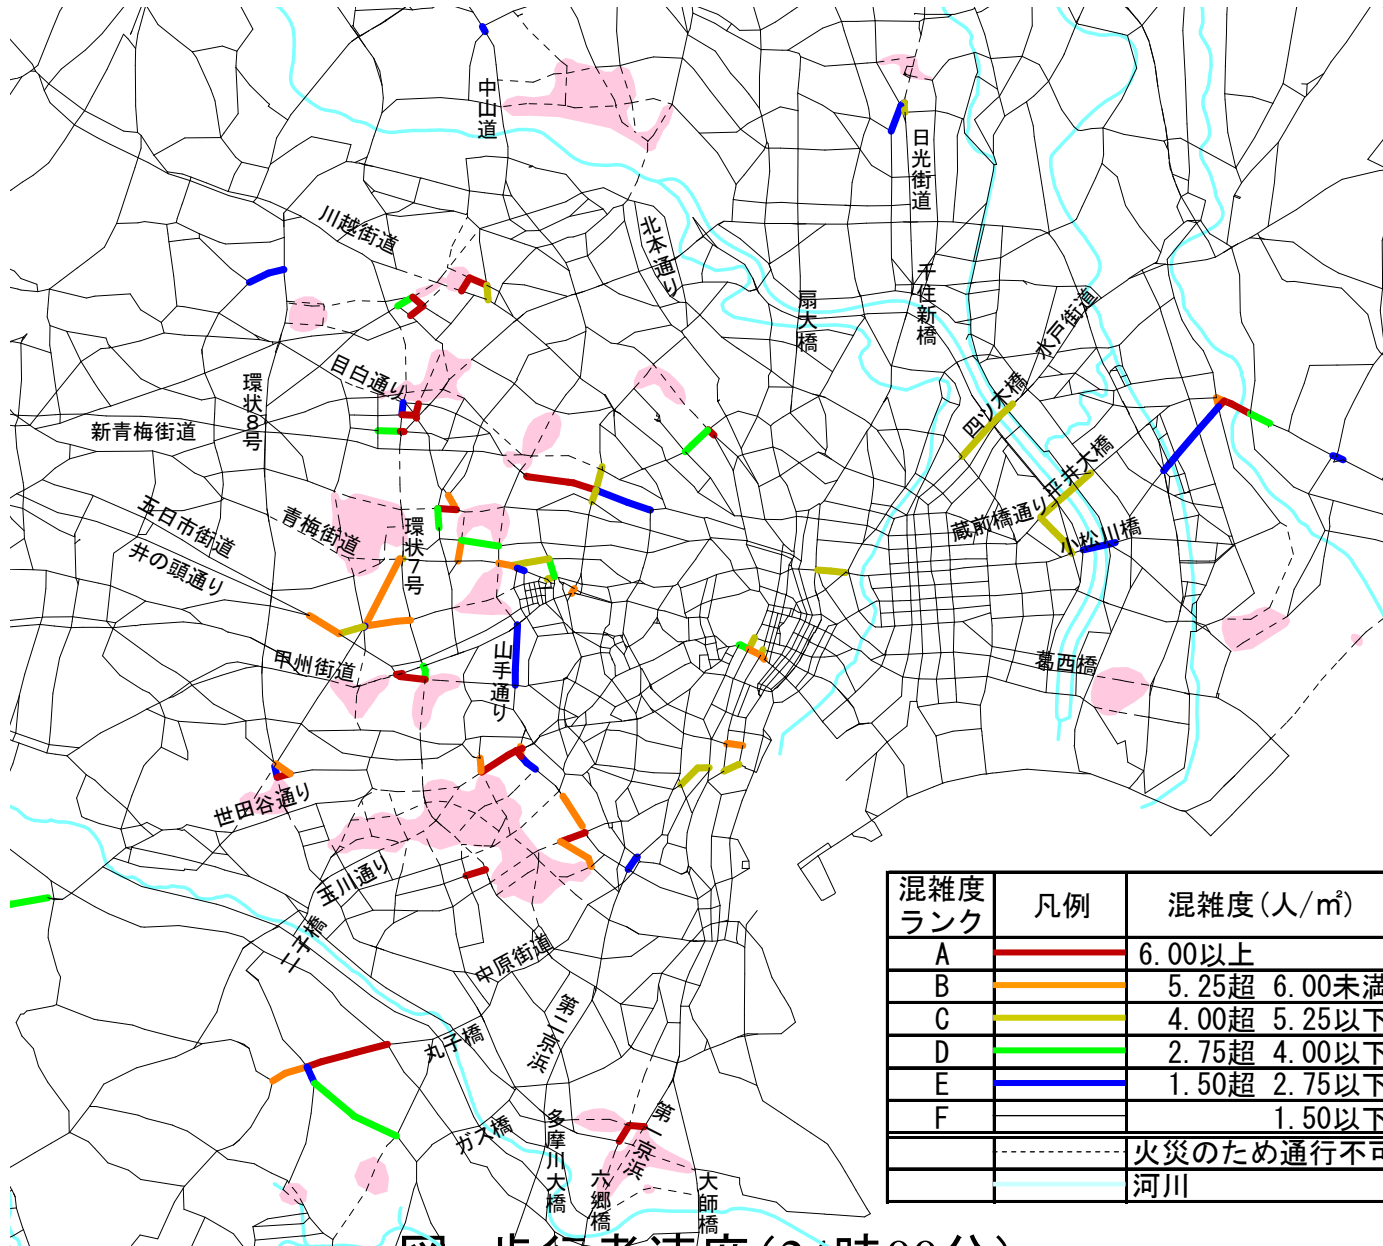 中山道
日光街道
川越街道
北本通り
千住新橋
扇大橋
水戸街道
目白通り
環状8号
四ツ木橋
新青梅街道
平井大橋
五日市街道
青梅街道
環状7号
蔵前橋通り
小松川橋
井の頭通り
甲州街道
山手通り
葛西橋
世田谷通り
玉川通り
二子橋
中原街道
第二京浜
丸子橋
ガス橋
多摩川大橋
第一京浜
六郷橋
大師橋
混雑度ランク 凡例 混雑度(人/㎡)
A 6.00以上
B 5.25超 6.00未満
C 4.00超 5.25以下
D 2.75超 4.00以下
E 1.50超 2.75以下
F 1.50以下
火災のため通行不可
河川